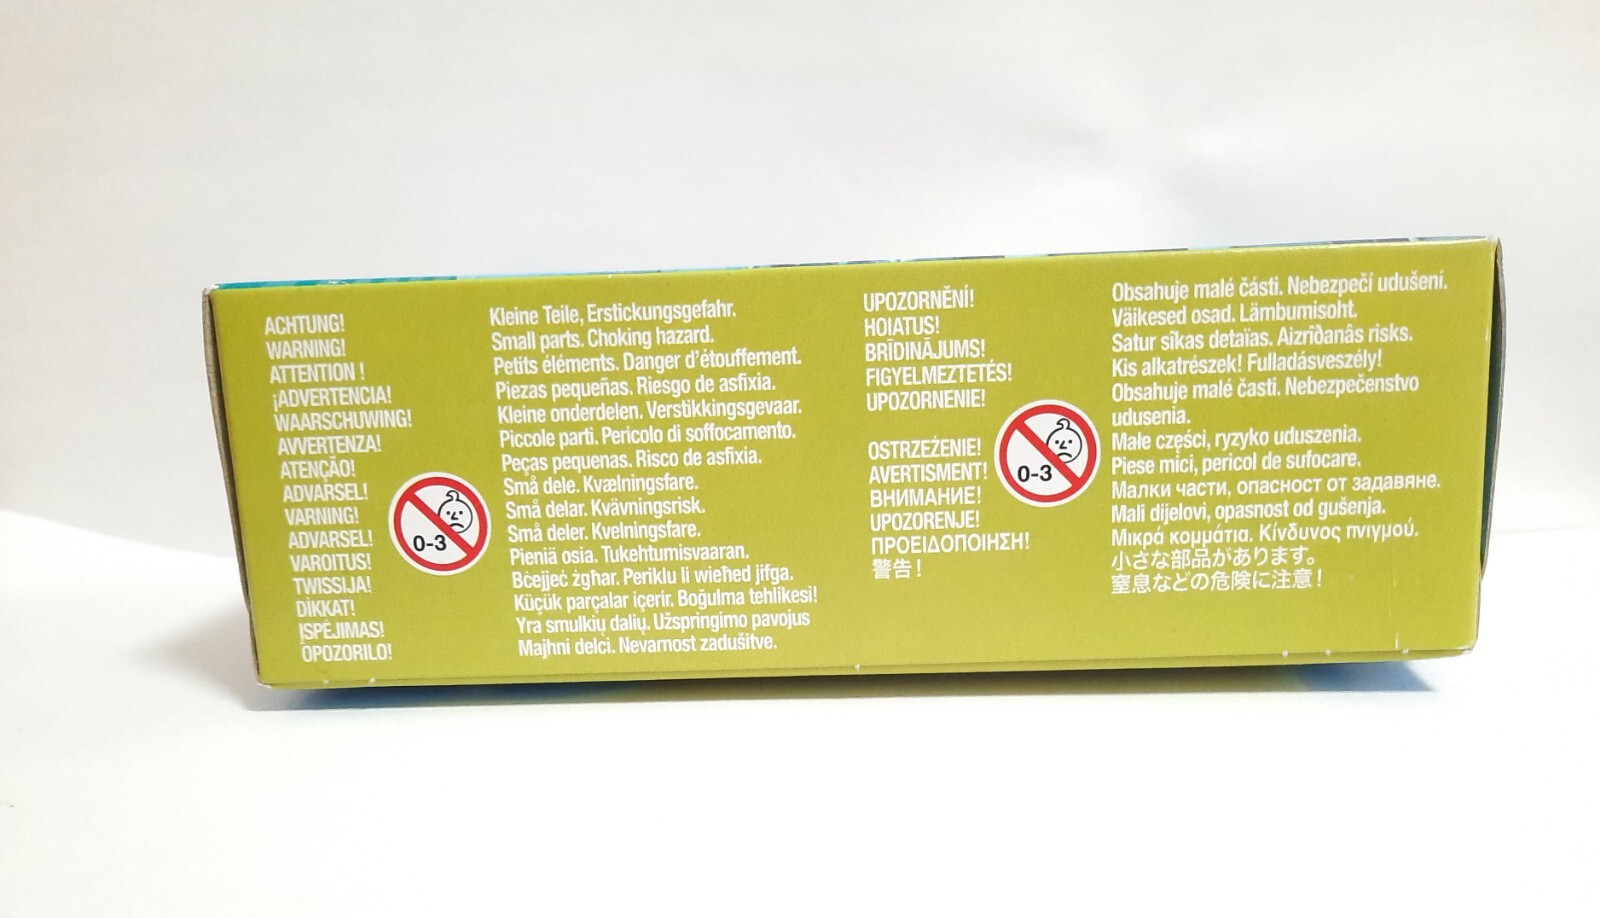 ACHTUNG!
WARNING!
ATTENTION !
¡ADVERTENCIA!
WAARSCHUWING!
AVVERTENZA!
ATENÇÃO!
ADVARSEL!
VARNING!
ADVARSEL!
VAROITUS!
TWISSIJA!
DİKKAT!
ĮSPĖJIMAS!
OPOZORILO!
0-3
Kleine Teile, Erstickungsgefahr.
Small parts. Choking hazard.
Petits éléments. Danger d'étouffement.
Piezas pequeñas. Riesgo de asfixia.
Kleine onderdelen. Verstikkingsgevaar.
Piccole parti. Pericolo di soffocamento.
Peças pequenas. Risco de asfixia.
Små dele. Kvælningsfare.
Små delar. Kvävningsrisk.
Små deler. Kvelningsfare.
Pieniä osia. Tukehtumisvaaran.
Bċejjeċ żgħar. Periklu li wieħed jifga.
Küçük parçalar içerir. Boğulma tehlikesi!
Yra smulkių dalių. Užspringimo pavojus
Majhni delci. Nevarnost zadušitve.
UPOZORNĚNÍ!
HOIATUS!
BRĪDINĀJUMS!
FIGYELMEZTETÉS!
UPOZORNENIE!
OSTRZEŻENIE!
AVERTISMENT!
ВНИМАНИЕ!
UPOZORENJE!
ΠΡΟΕΙΔΟΠΟΙΗΣΗ!
警告！
0-3
Obsahuje malé části. Nebezpečí udušení.
Väikesed osad. Lämbumisoht.
Satur sîkas detaïas. Aizrîðanâs risks.
Kis alkatrészek! Fulladásveszély!
Obsahuje malé časti. Nebezpečenstvo
udusenia.
Małe części, ryzyko uduszenia.
Piese mici, pericol de sufocare.
Малки части, опасност от задавяне.
Mali dijelovi, opasnost od gušenja.
Μικρά κομμάτια. Κίνδυνος πνιγμού.
小さな部品があります。
窒息などの危険に注意！